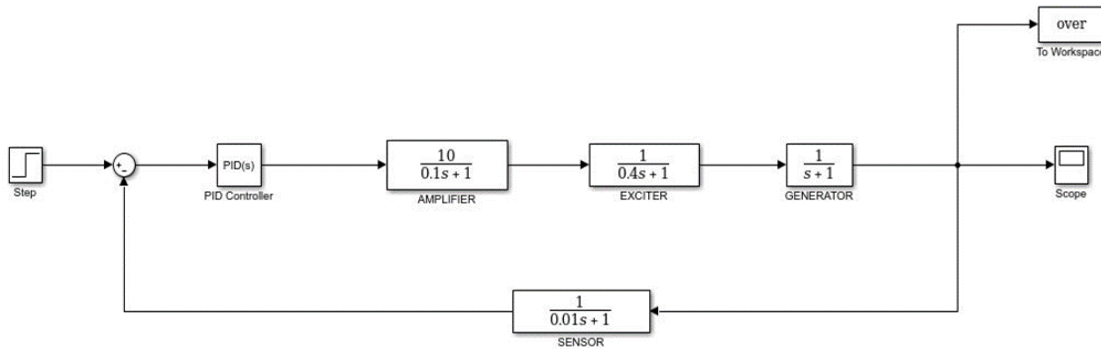 over
To Workspace
Step
+
−
PID(s)
PID Controller
10
0.1s + 1
AMPLIFIER
1
0.4s + 1
EXCITER
1
s + 1
GENERATOR
Scope
1
0.01s + 1
SENSOR